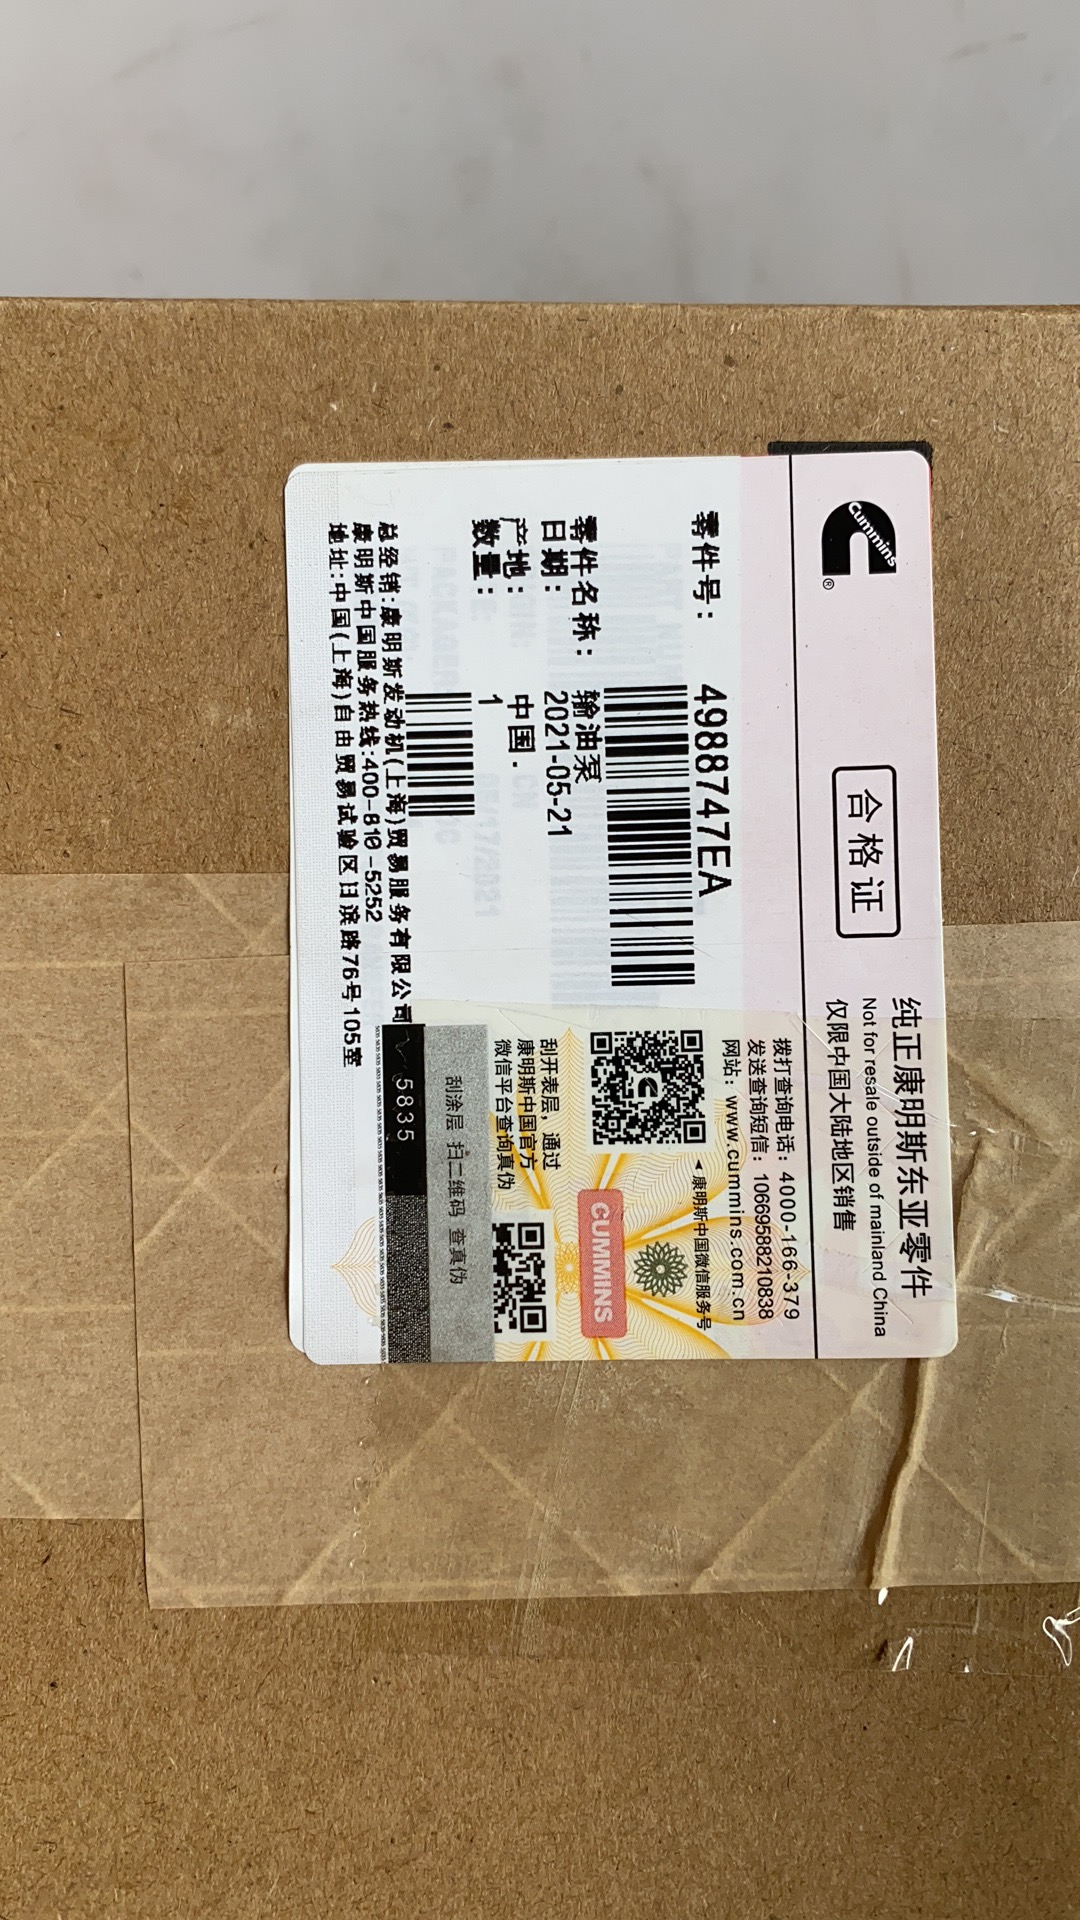 Cummins
®
合格证
纯正康明斯东亚零件
Not for resale outside of mainland China
仅限中国大陆地区销售
零件号： 4988747EA
零件名称： 输油泵
日期： 2021-05-21
产地： 中国.
数量： 1
总经销:康明斯发动机(上海)贸易服务有限公司
康明斯中国服务热线:400-810-5252
地址:中国(上海)自由贸易试验区日滨路76号105室
拨打查询电话：4000-166-379
发送查询短信：1066958821083​8
网站：www.cummins.com.cn
◀康明斯中国微信服务号
CUMMINS
刮开表层，通过
康明斯中国官方
微信平台查询真伪
刮涂层 扫二维码 查真伪
5835